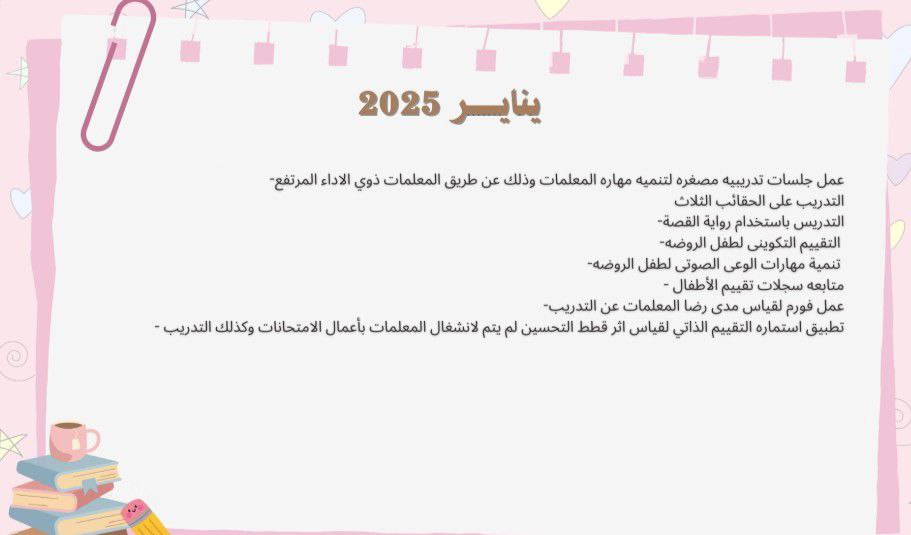 ينايـــر 2025
عمل جلسات تدريبيه مصغره لتنميه مهاره المعلمات وذلك عن طريق المعلمات ذوي الاداء المرتفع-
التدريب على الحقائب الثلاث
التدريس باستخدام رواية القصة-
التقييم التكوينى لطفل الروضه-
تنمية مهارات الوعى الصوتى لطفل الروضه-
متابعه سجلات تقييم الأطفال -
عمل فورم لقياس مدى رضا المعلمات عن التدريب-
تطبيق استماره التقييم الذاتي لقياس اثر قطط التحسين لم يتم لانشغال المعلمات بأعمال الامتحانات وكذلك التدريب -